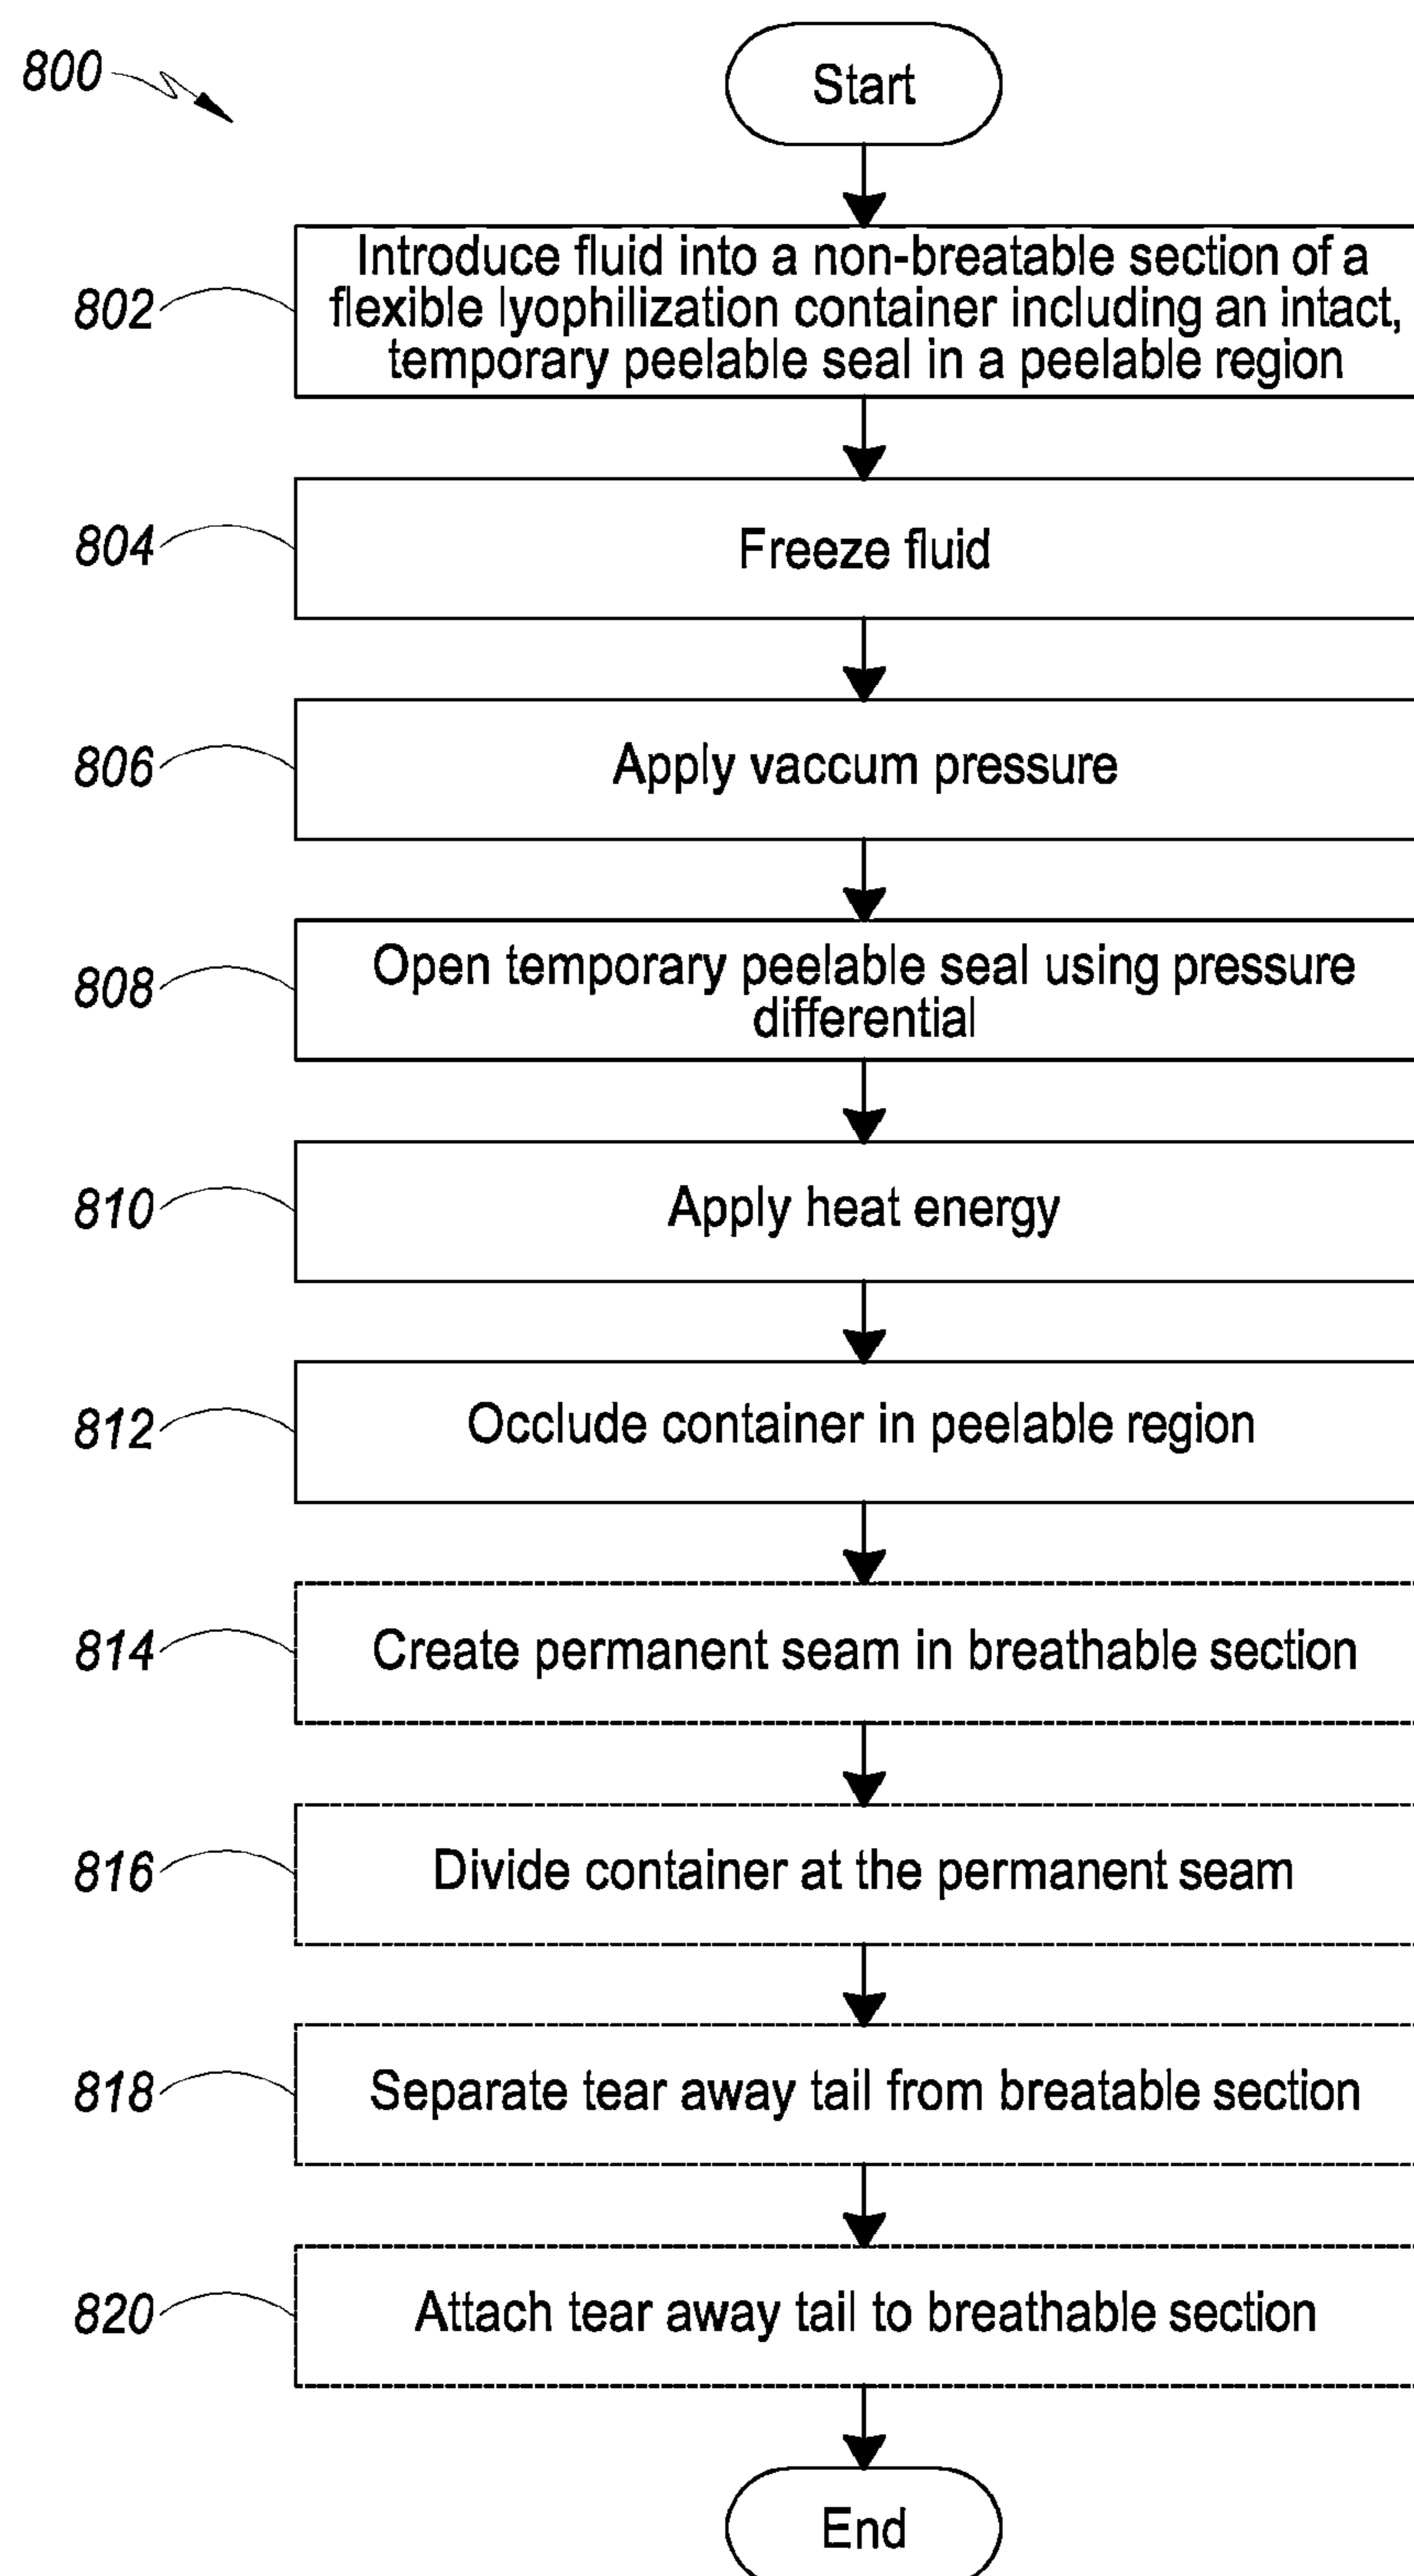 800
Start
802
Introduce fluid into a non-breatable section of a
flexible lyophilization container including an intact,
temporary peelable seal in a peelable region
804
Freeze fluid
806
Apply vaccum pressure
808
Open temporary peelable seal using pressure
differential
810
Apply heat energy
812
Occlude container in peelable region
814
Create permanent seam in breathable section
816
Divide container at the permanent seam
818
Separate tear away tail from breatable section
820
Attach tear away tail to breathable section
End